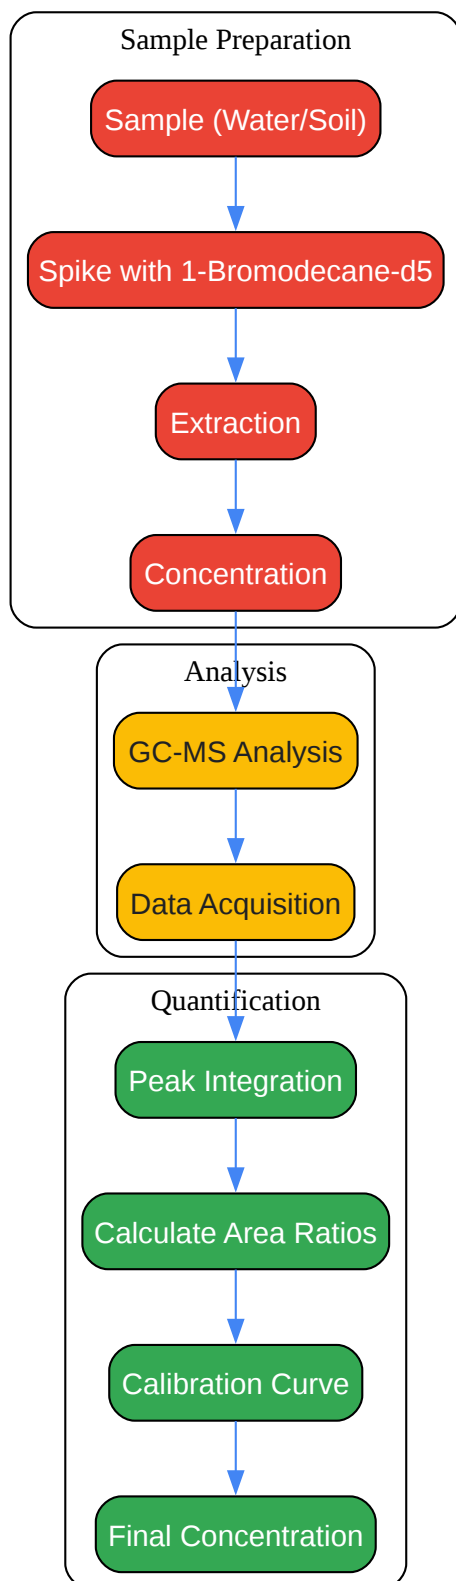 Sample Preparation
Sample (Water/Soil)
Spike with 1-Bromodecane-d5
Extraction
Concentration
Analysis
GC-MS Analysis
Data Acquisition
Quantification
Peak Integration
Calculate Area Ratios
Calibration Curve
Final Concentration